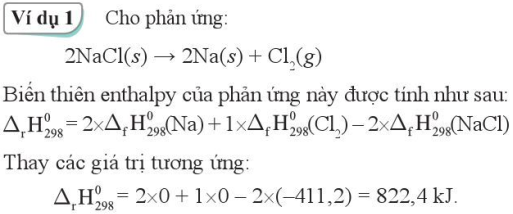 Ví dụ 1 Cho phản ứng:
2NaCl(s) → 2Na(s) + Cl₂(g)
Biến thiên enthalpy của phản ứng này được tính như sau:
ΔᵣH⁰₂₉₈ = 2×ΔfH⁰₂₉₈(Na) + 1×ΔfH⁰₂₉₈(Cl₂) – 2×ΔfH⁰₂₉₈(NaCl)
Thay các giá trị tương ứng:
ΔᵣH⁰₂₉₈ = 2×0 + 1×0 – 2×(–411,2) = 822,4 kJ.